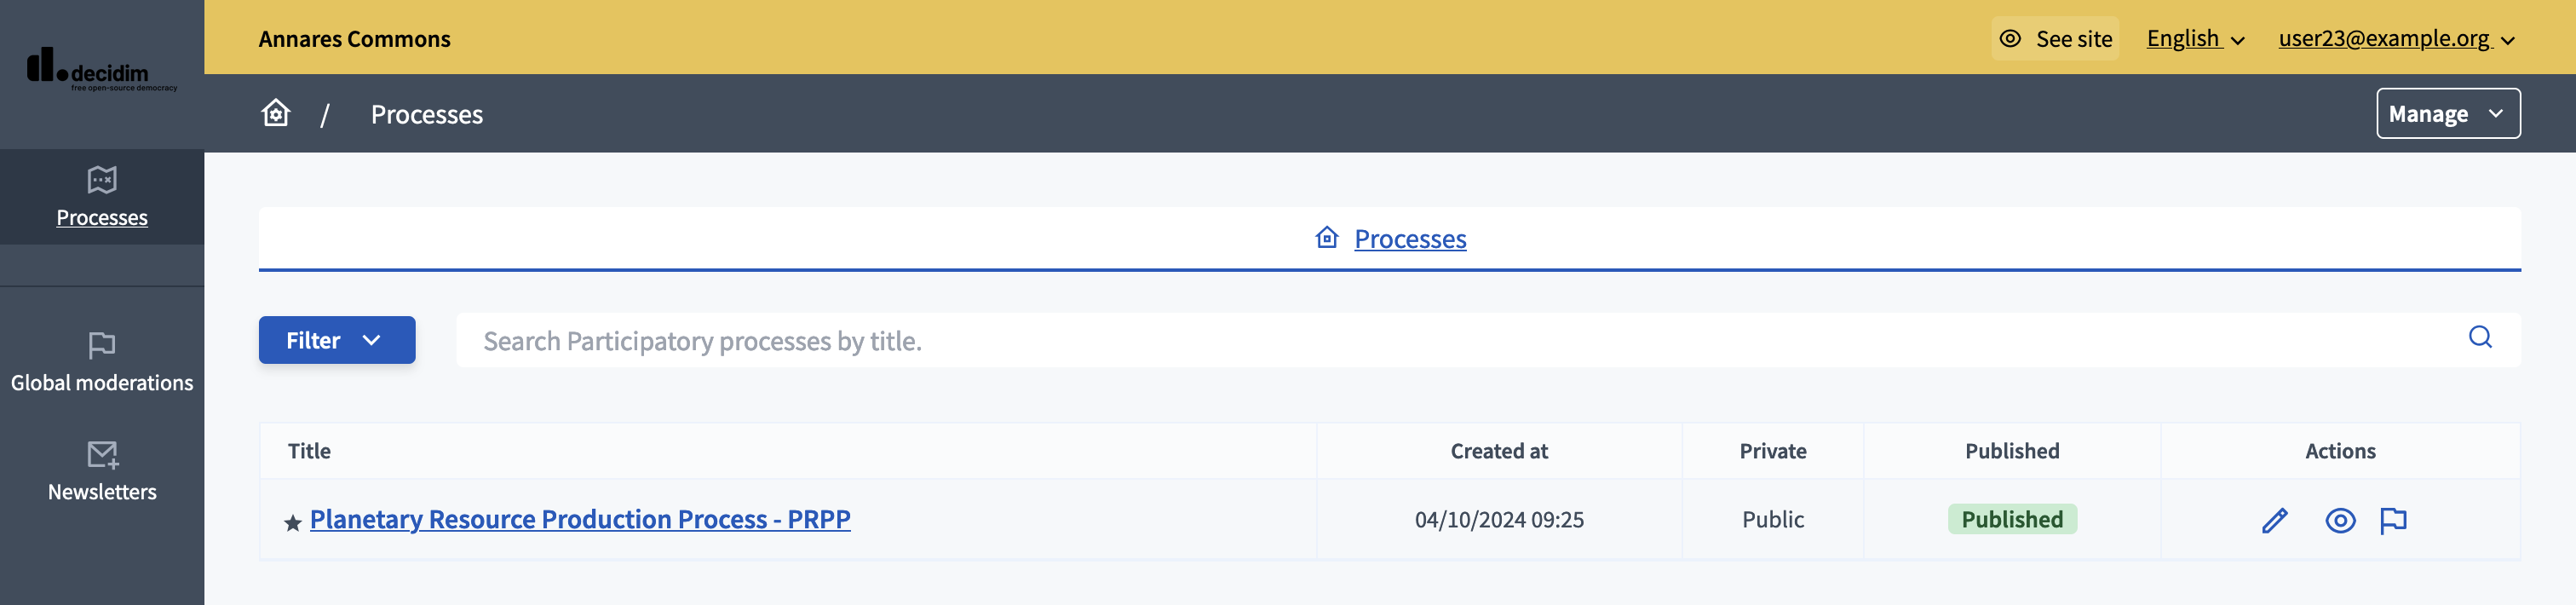 decidim
free open-source democracy
Annares Commons
See site
English
user23@example.org
/ Processes
Manage
Processes
Global moderations
Newsletters
Processes
Filter
Search Participatory processes by title.
Title Created at Private Published Actions
Planetary Resource Production Process - PRPP 04/10/2024 09:25 Public Published